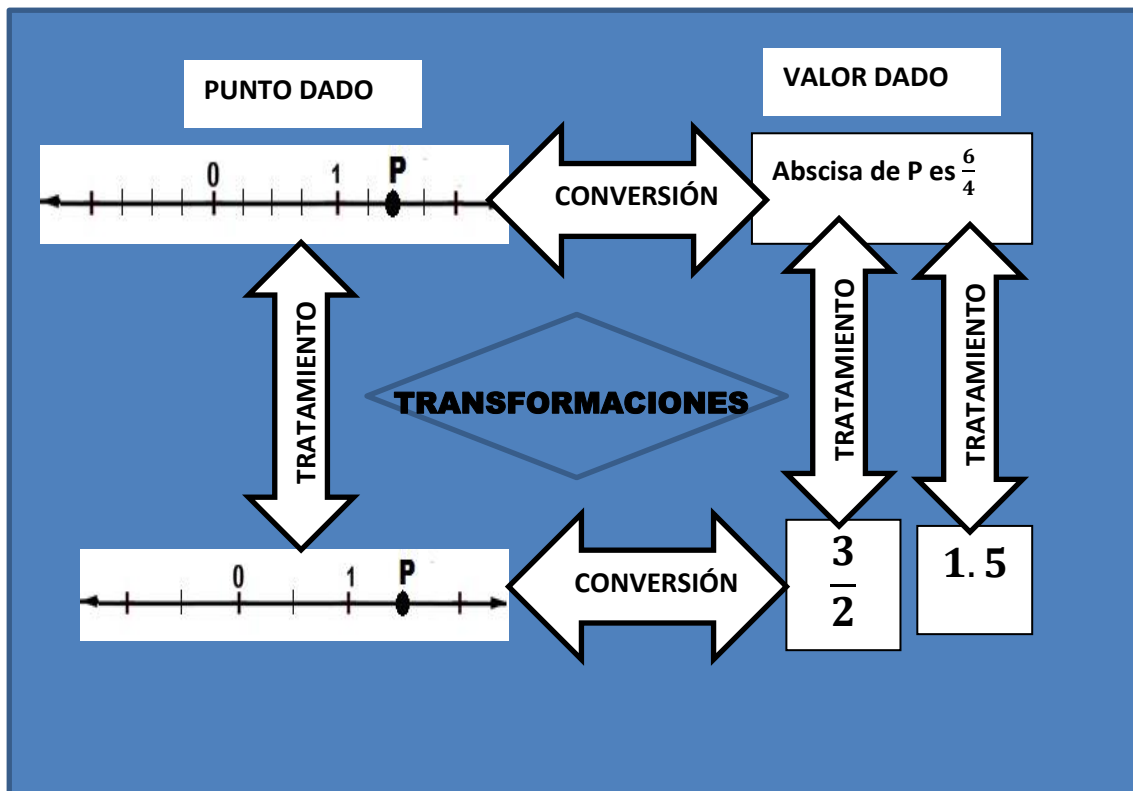 PUNTO DADO
VALOR DADO
0 1 P
CONVERSIÓN
Abscisa de P es 6/4
TRATAMIENTO
TRATAMIENTO
TRATAMIENTO
TRANSFORMACIONES
0 1 P
CONVERSIÓN
3/2
1.5